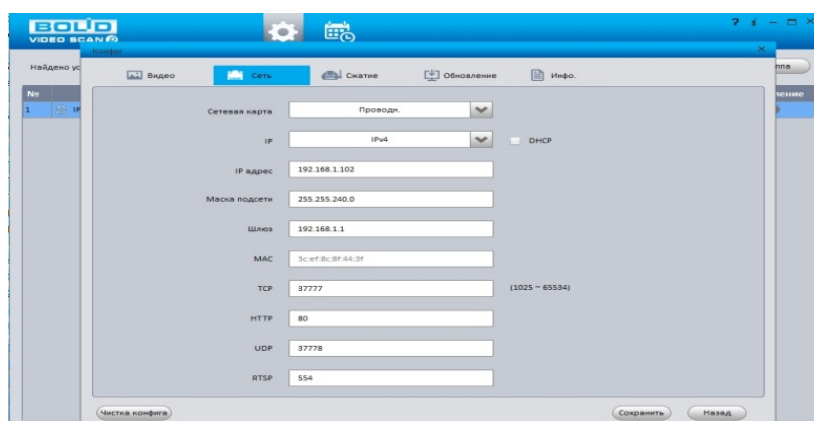 BOLID
VIDEO SCAN
? i
Конфиг
Найдено ус
ппа
Видео Сеть Сжатие Обновление Инфо.
№ ление
1 IP
Сетевая карта Проводн.
IP IPv4 DHCP
IP адрес 192.168.1.102
Маска подсети 255.255.240.0
Шлюз 192.168.1.1
MAC 3c:ef:8c:8f:44:3f
TCP 37777 (1025 ~ 65534)
HTTP 80
UDP 37778
RTSP 554
Чистка конфига Сохранить Назад